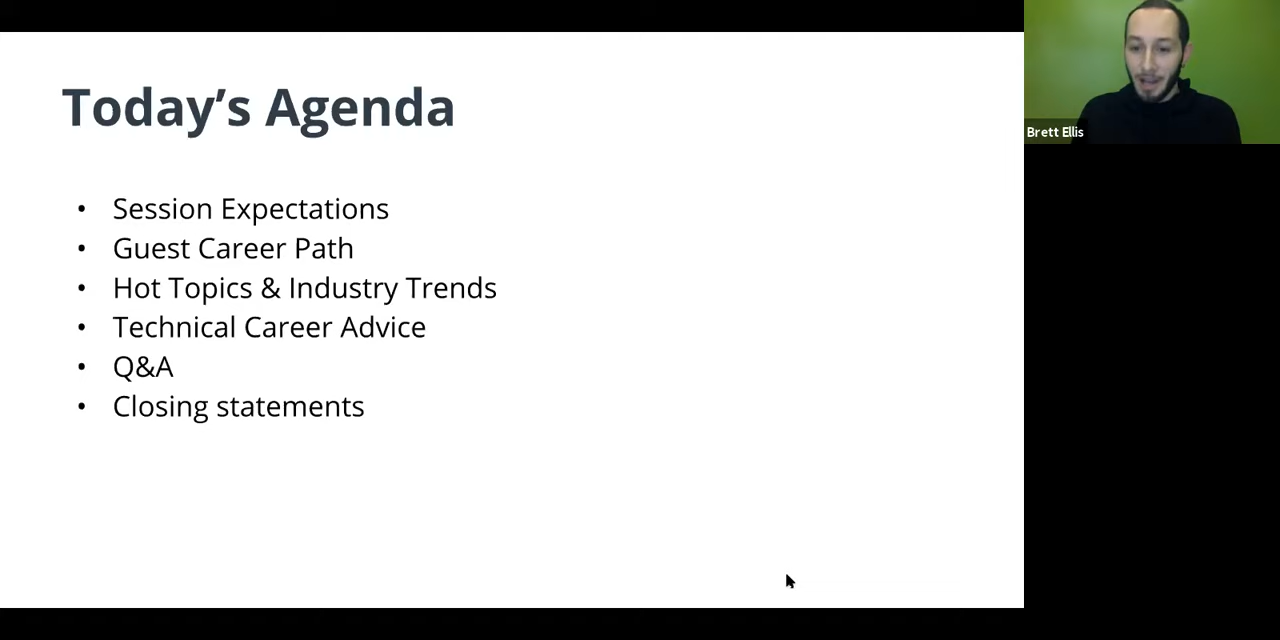 Today’s Agenda
• Session Expectations
• Guest Career Path
• Hot Topics & Industry Trends
• Technical Career Advice
• Q&A
• Closing statements
Brett Ellis